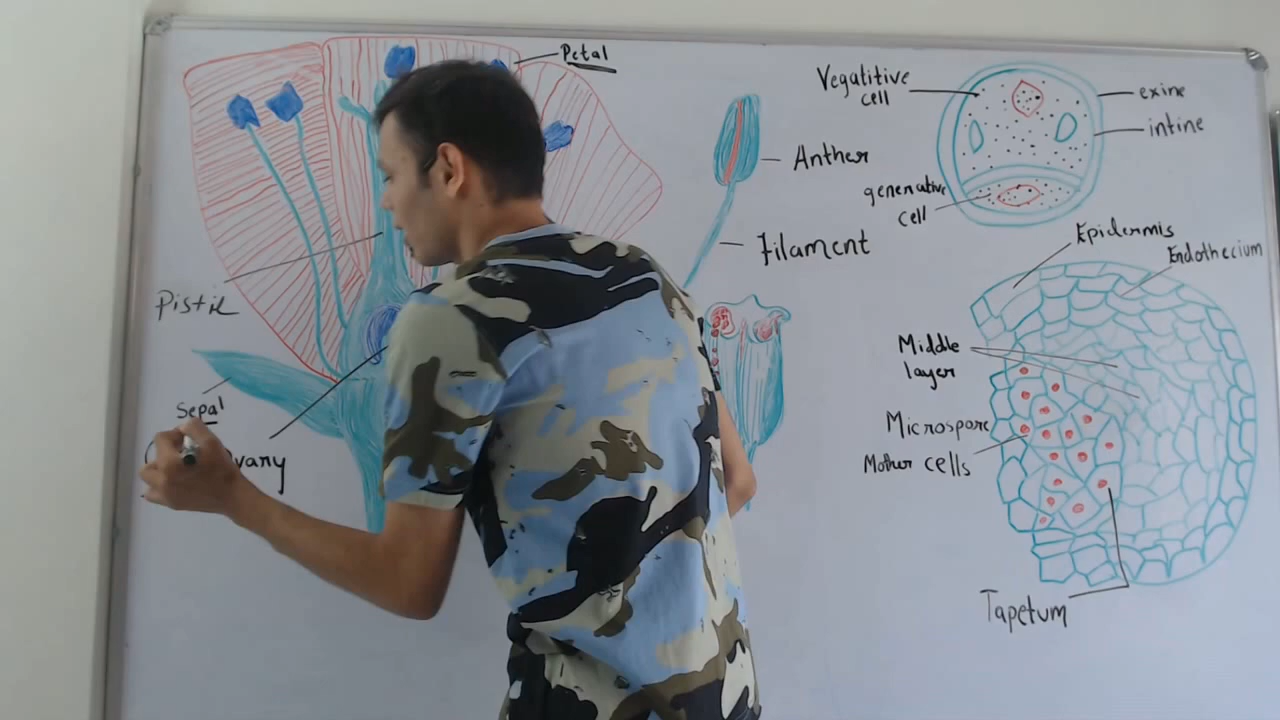 Petal
Pistil
Sepal
Anther
Filament
Vegatitive
cell
exine
intine
generative
cell
Epidermis
Endothecium
Middle
layer
Microspore
Mother cells
Tapetum